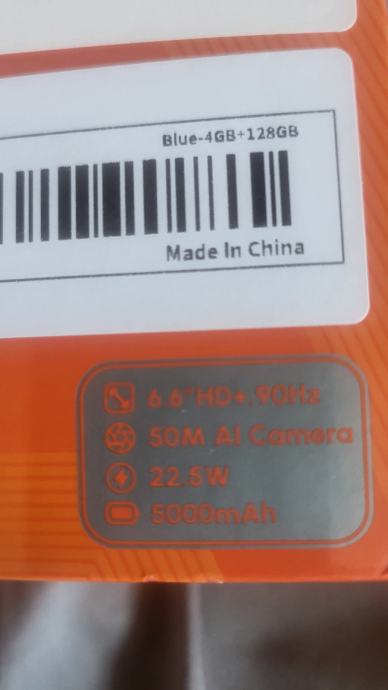 Blue-4GB+128GB
Made In China
6.6"HD+,90Hz
50M AI Camera
22.5W
5000mAh